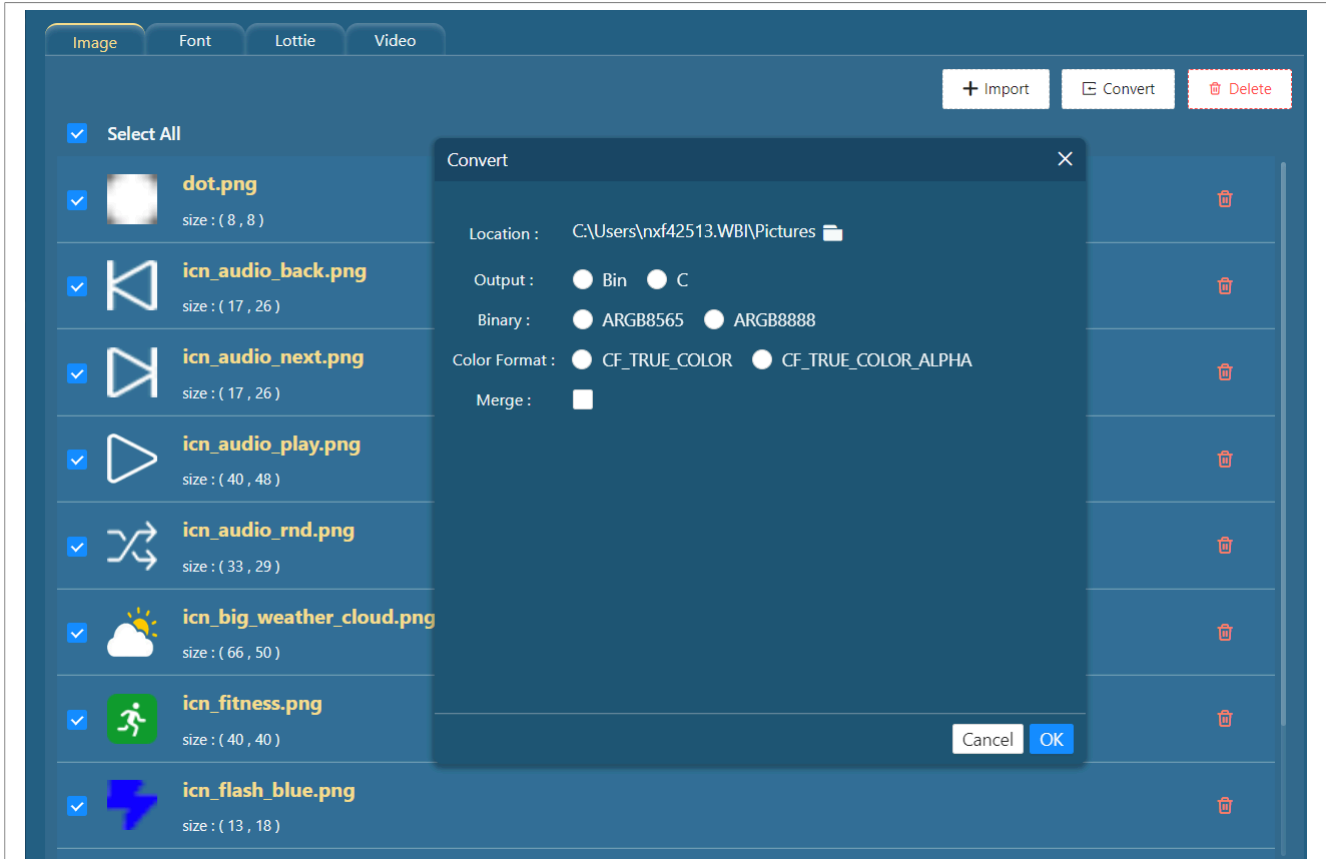 Image Font Lottie Video
Import Convert Delete
Select All
dot.png
size : ( 8 , 8 )
icn_audio_back.png
size : ( 17 , 26 )
icn_audio_next.png
size : ( 17 , 26 )
icn_audio_play.png
size : ( 40 , 48 )
icn_audio_rnd.png
size : ( 33 , 29 )
icn_big_weather_cloud.png
size : ( 66 , 50 )
icn_fitness.png
size : ( 40 , 40 )
icn_flash_blue.png
size : ( 13 , 18 )
Convert
Location : C:\Users\nxf42513.WBI\Pictures
Output : Bin C
Binary : ARGB8565 ARGB8888
Color Format : CF_TRUE_COLOR CF_TRUE_COLOR_ALPHA
Merge :
Cancel OK